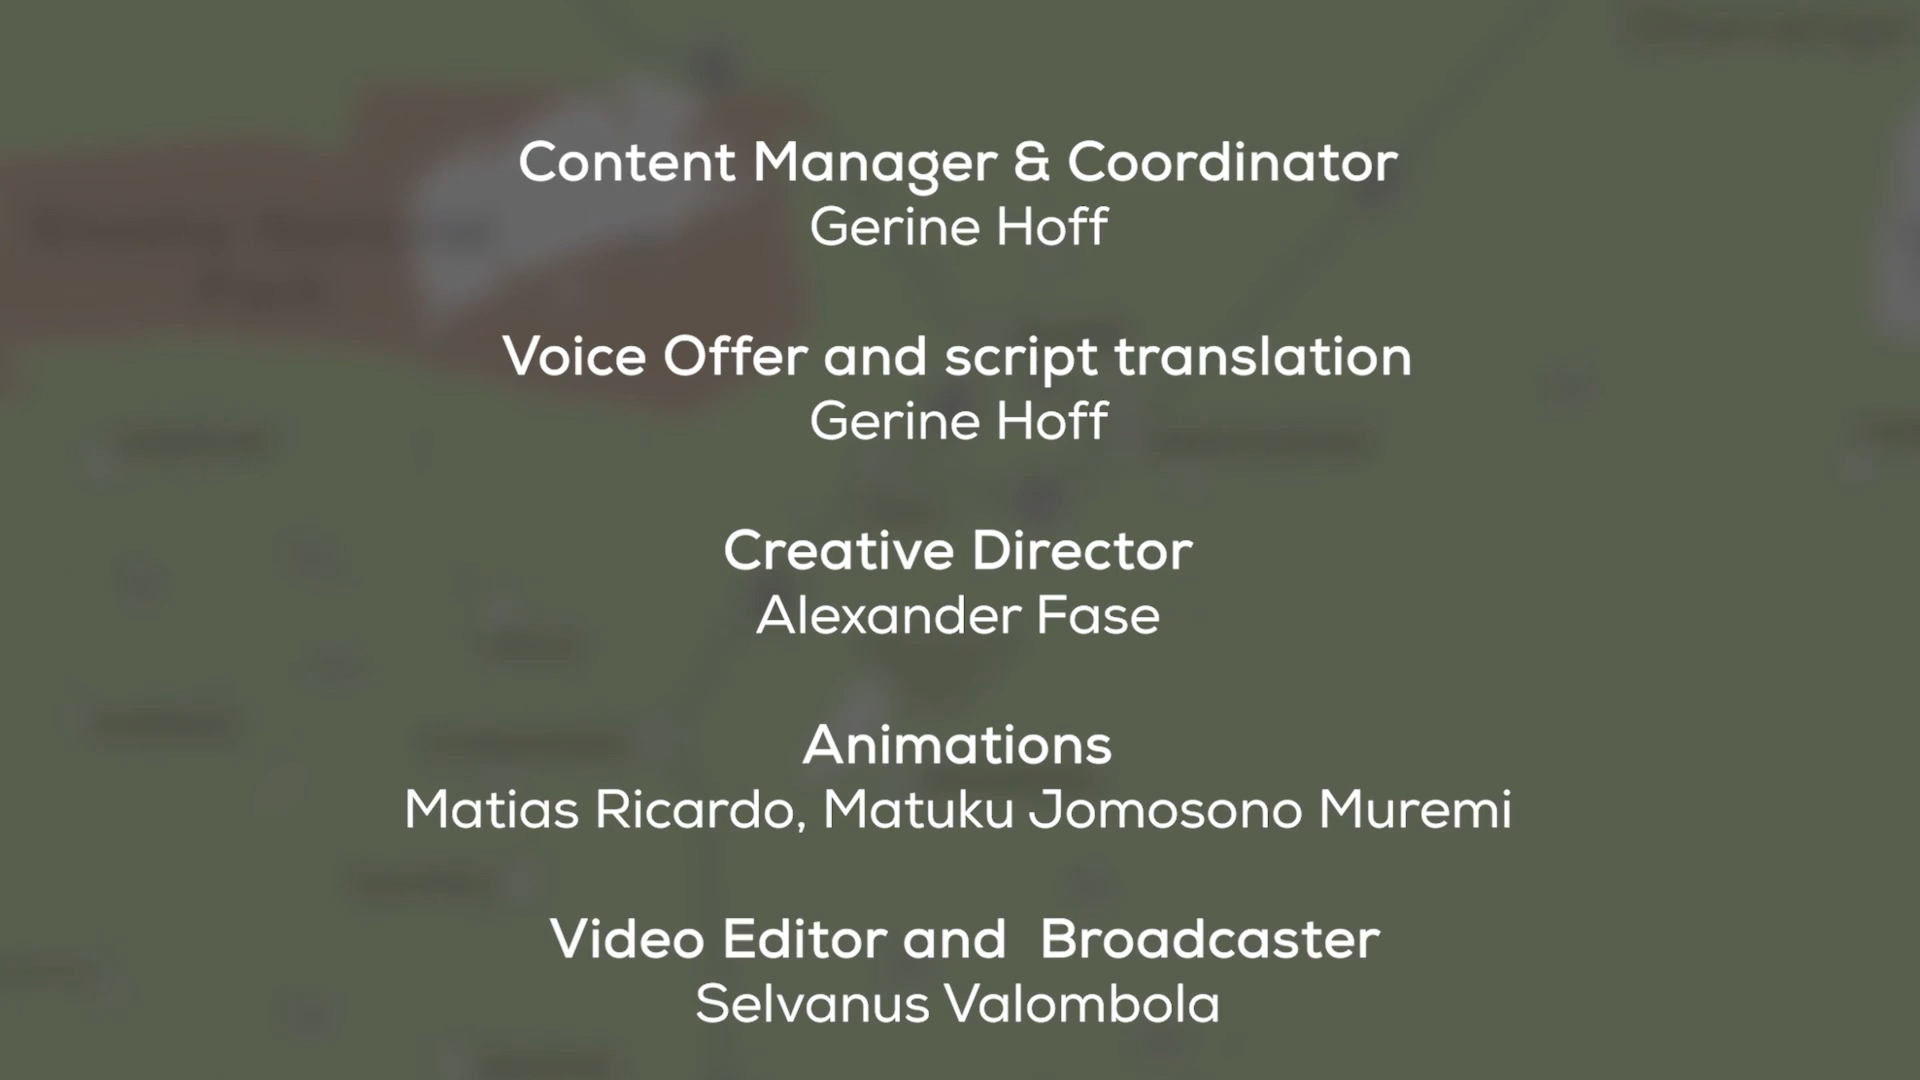 Content Manager & Coordinator
Gerine Hoff
Voice Offer and script translation
Gerine Hoff
Creative Director
Alexander Fase
Animations
Matias Ricardo, Matuku Jomosono Muremi
Video Editor and  Broadcaster
Selvanus Valombola